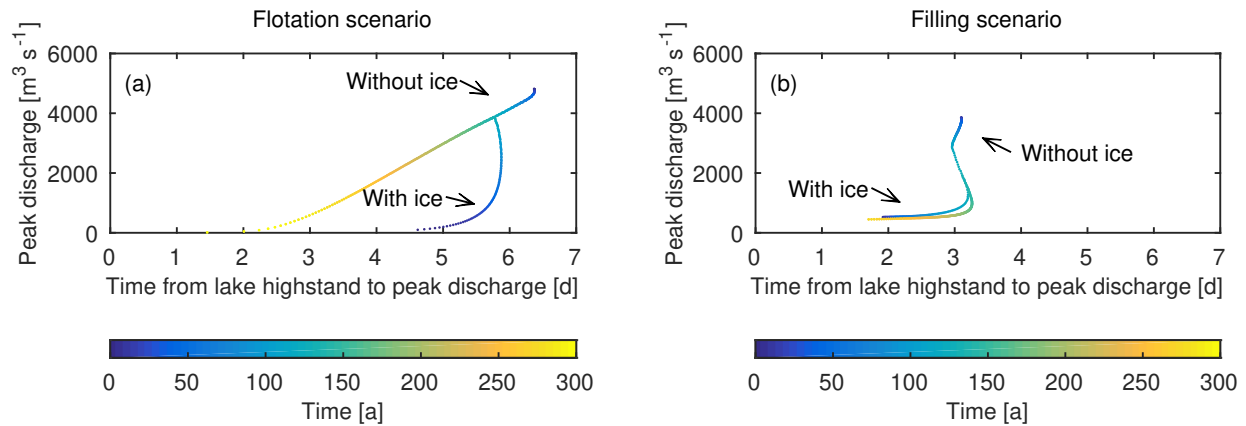 Flotation scenario
Peak discharge [m³ s⁻¹]
6000
4000
2000
0
(a)
Without ice
With ice
0 1 2 3 4 5 6 7
Time from lake highstand to peak discharge [d]
0 50 100 150 200 250 300
Time [a]
Filling scenario
Peak discharge [m³ s⁻¹]
6000
4000
2000
0
(b)
Without ice
With ice
0 1 2 3 4 5 6 7
Time from lake highstand to peak discharge [d]
0 50 100 150 200 250 300
Time [a]